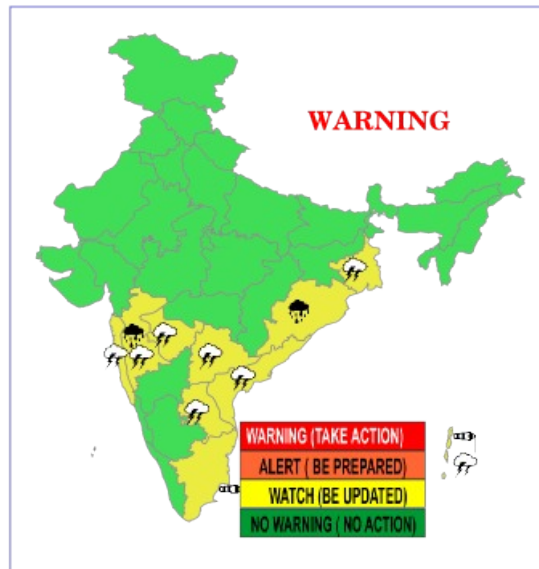 WARNING
WARNING (TAKE ACTION)
ALERT ( BE PREPARED)
WATCH (BE UPDATED)
NO WARNING ( NO ACTION)